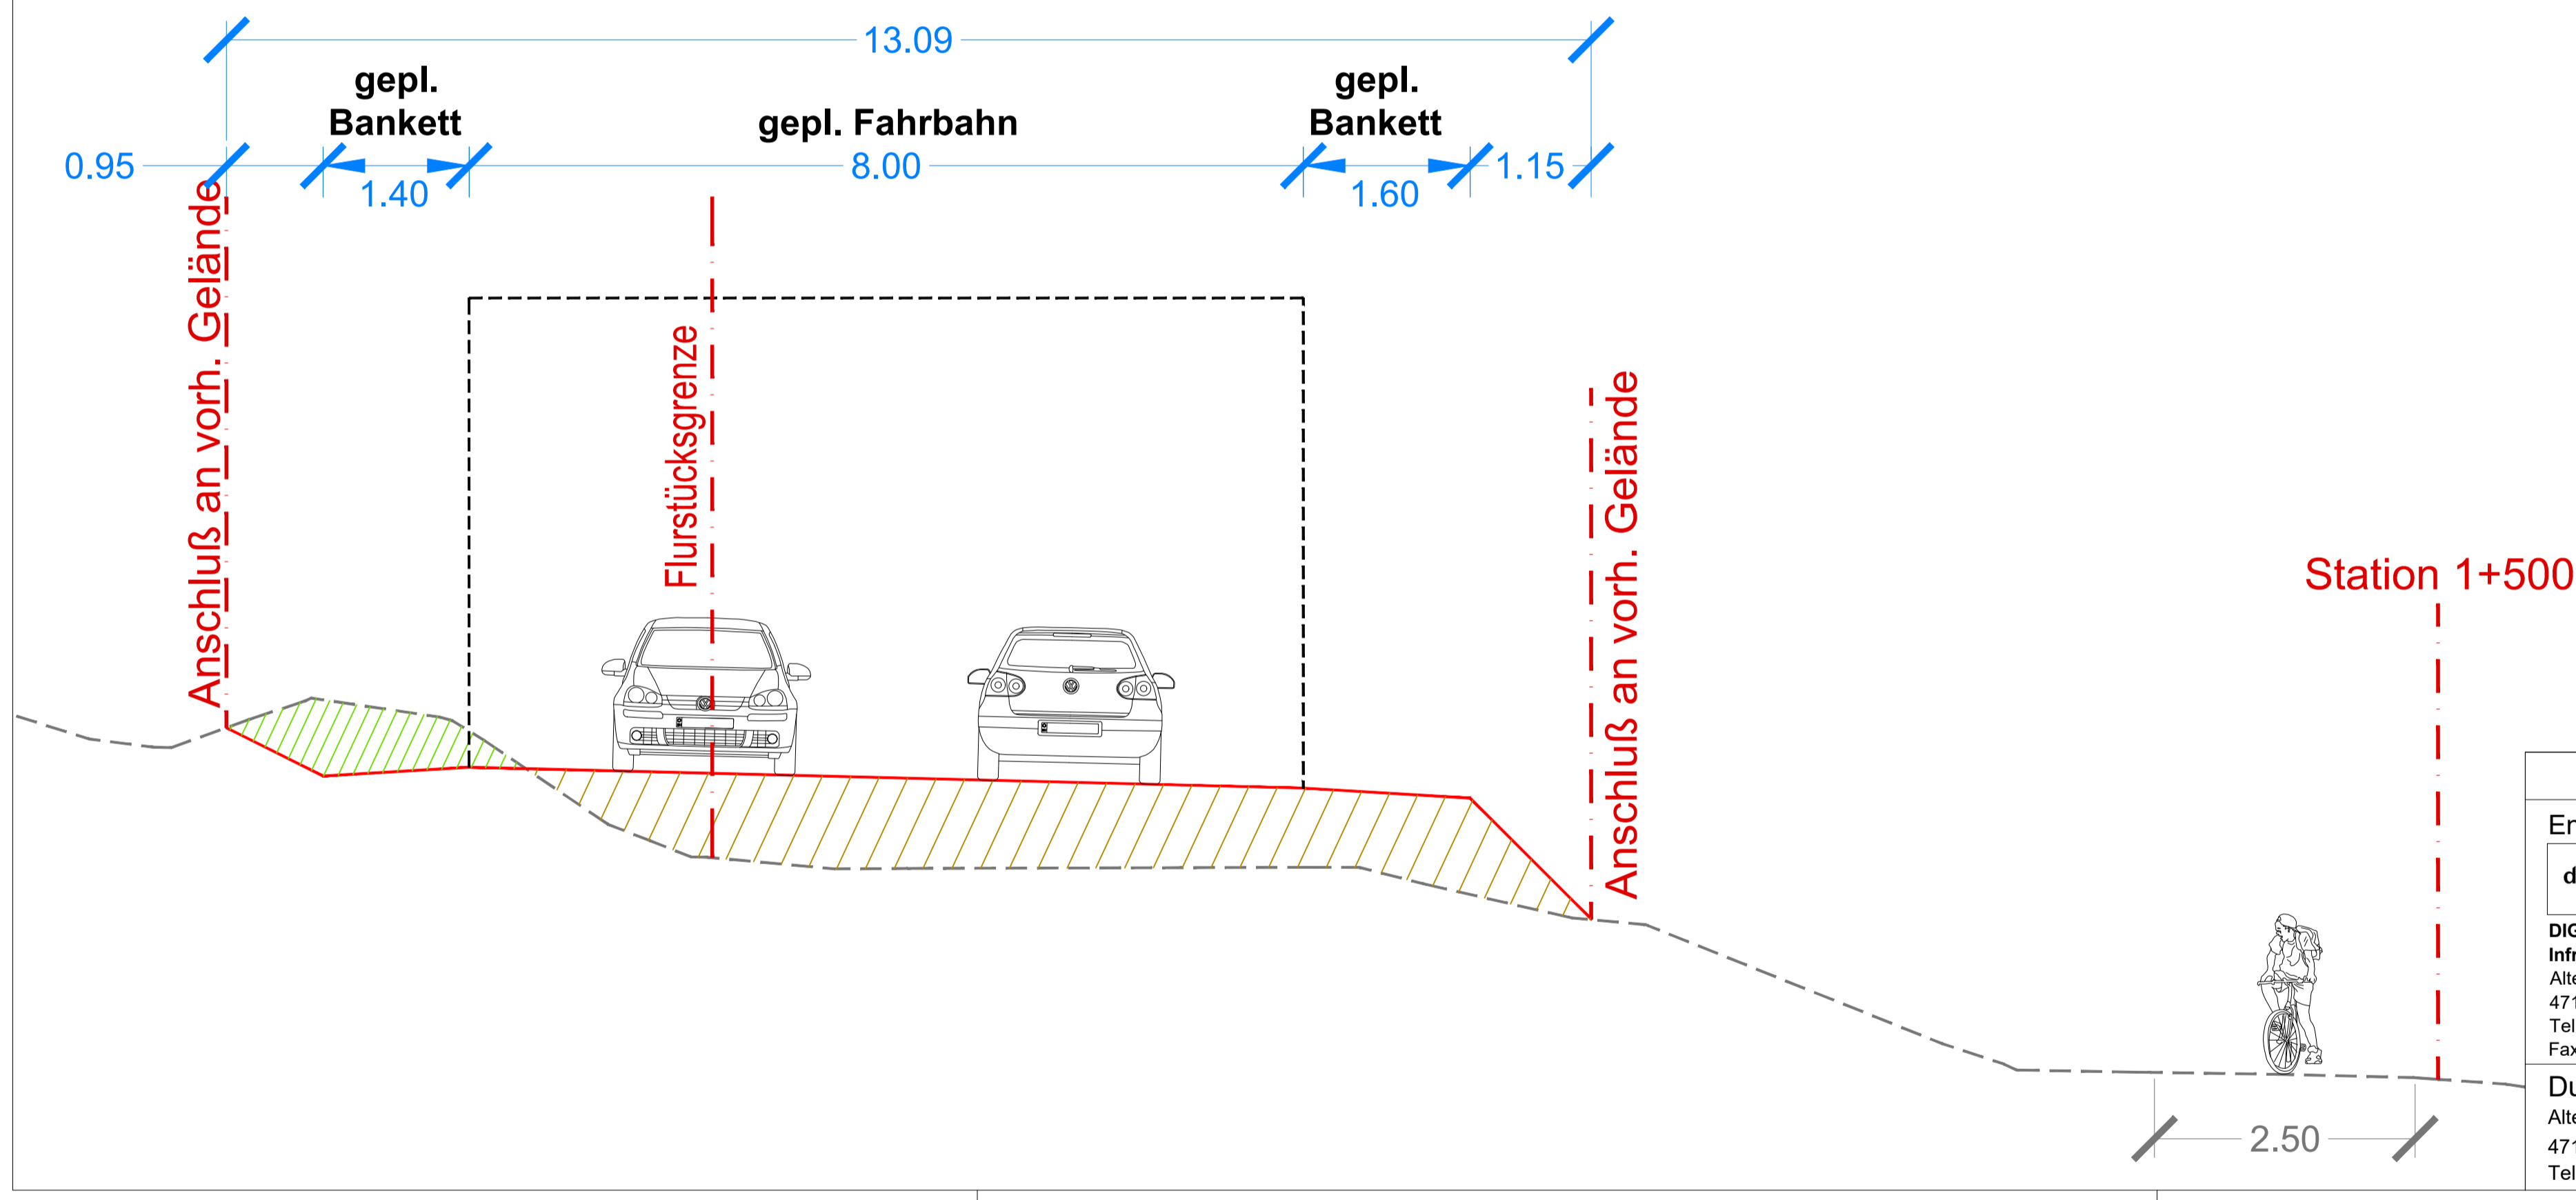 13.09
gepl.
Bankett
gepl. Fahrbahn
gepl.
Bankett
0.95
1.40
8.00
1.60
1.15
Anschluß an vorh. Gelände
Flurstücksgrenze
Anschluß an vorh. Gelände
Station 1+500
2.50